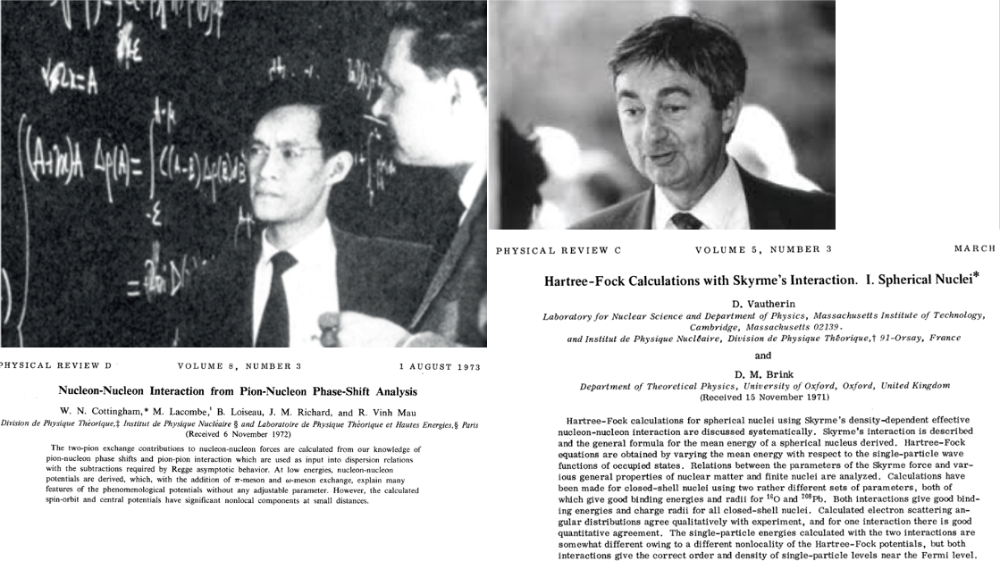 √Ω=A
(A+M)A Δρ(A)=
C(A-E)Δρ(E)dE
-ε
PHYSICAL REVIEW D VOLUME 8, NUMBER 3 1 AUGUST 1973
Nucleon-Nucleon Interaction from Pion-Nucleon Phase-Shift Analysis
W. N. Cottingham,* M. Lacombe,† B. Loiseau, J. M. Richard, and R. Vinh Mau
Division de Physique Théorique,‡ Institut de Physique Nucléaire § and Laboratoire de Physique Théorique et Hautes Energies,§ Paris
(Received 6 November 1972)
The two-pion exchange contributions to nucleon-nucleon forces are calculated from our knowledge of
pion-nucleon phase shifts and pion-pion interaction which are used as input into dispersion relations
with the subtractions required by Regge asymptotic behavior. At low energies, nucleon-nucleon
potentials are derived, which, with the addition of π-meson and ω-meson exchange, explain many
features of the phenomenological potentials without any adjustable parameter. However, the calculated
spin-orbit and central potentials have significant nonlocal components at small distances.
PHYSICAL REVIEW C VOLUME 5, NUMBER 3 MARCH
Hartree-Fock Calculations with Skyrme's Interaction. I. Spherical Nuclei*
D. Vautherin
Laboratory for Nuclear Science and Department of Physics, Massachusetts Institute of Technology,
Cambridge, Massachusetts 02139.
and Institut de Physique Nucléaire, Division de Physique Théorique,† 91-Orsay, France
and
D. M. Brink
Department of Theoretical Physics, University of Oxford, Oxford, United Kingdom
(Received 15 November 1971)
Hartree-Fock calculations for spherical nuclei using Skyrme's density-dependent effective
nucleon-nucleon interaction are discussed systematically. Skyrme's interaction is described
and the general formula for the mean energy of a spherical nucleus derived. Hartree-Fock
equations are obtained by varying the mean energy with respect to the single-particle wave
functions of occupied states. Relations between the parameters of the Skyrme force and var-
ious general properties of nuclear matter and finite nuclei are analyzed. Calculations have
been made for closed-shell nuclei using two rather different sets of parameters, both of
which give good binding energies and radii for ¹⁶O and ²⁰⁸Pb. Both interactions give good bind-
ing energies and charge radii for all closed-shell nuclei. Calculated electron scattering an-
gular distributions agree qualitatively with experiment, and for one interaction there is good
quantitative agreement. The single-particle energies calculated with the two interactions are
somewhat different owing to a different nonlocality of the Hartree-Fock potentials, but both
interactions give the correct order and density of single-particle levels near the Fermi level.